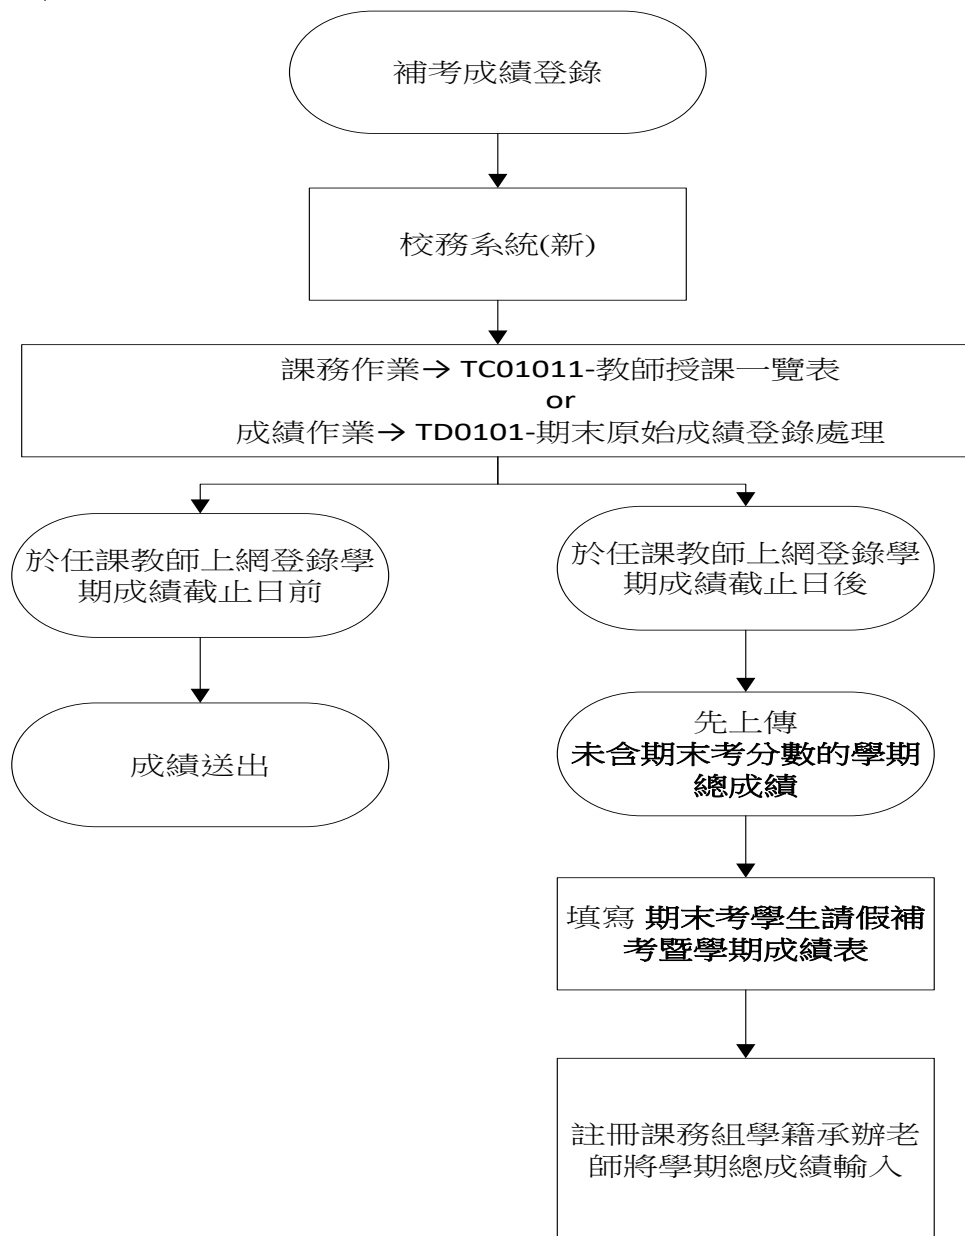 補考成績登錄
校務系統(新)
課務作業→ TC01011-教師授課一覽表
or
成績作業→ TD0101-期末原始成績登錄處理
於任課教師上網登錄學
期成績截止日前
於任課教師上網登錄學
期成績截止日後
成績送出
先上傳
未含期末考分數的學期
總成績
填寫 期末考學生請假補
考暨學期成績表
註冊課務組學籍承辦老
師將學期總成績輸入